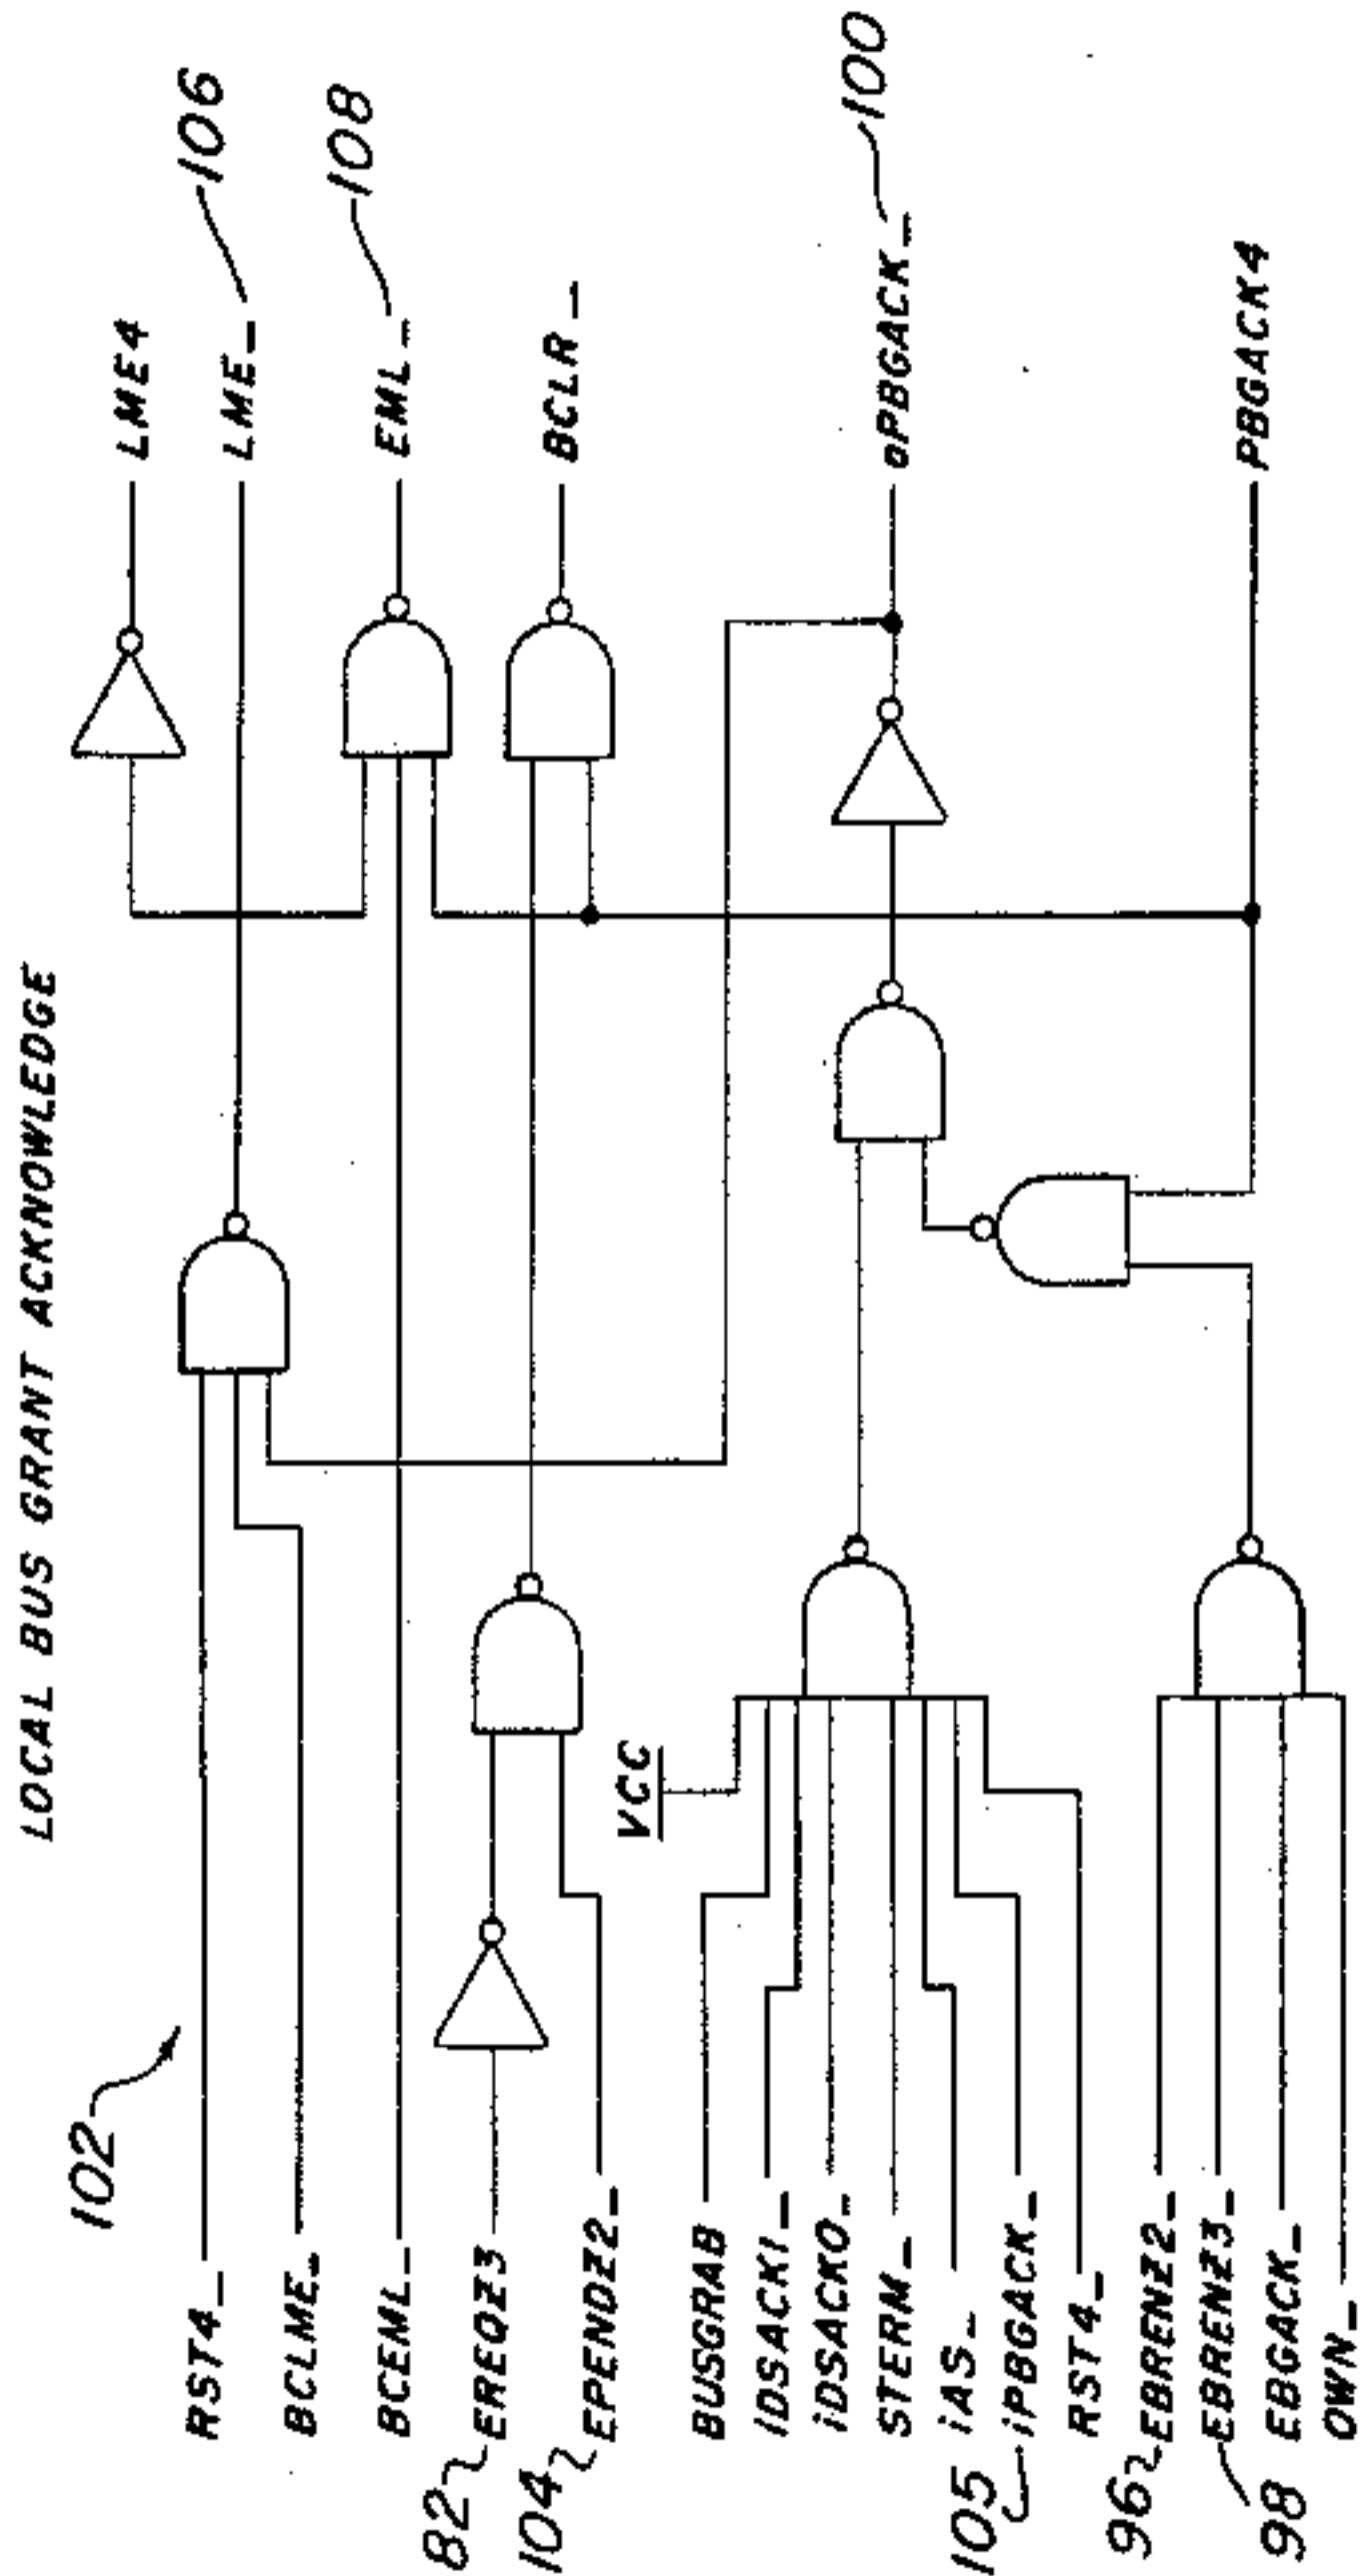 LOCAL BUS GRANT ACKNOWLEDGE
102
RST4_
BCLME_
BCEML_
82 EREQZ3
104 EPENDZ2_
VCC
BUSGRAB
iDSACK1_
iDSACK0_
STERM_
iAS_
105 iPBGACK_
RST4_
96 EBRENZ2_
98 EBRENZ3_
EBGACK_
OWN_
LME4
LME_ 106
EML_ 108
BCLR_
oPBGACK_ 100
PBGACK4